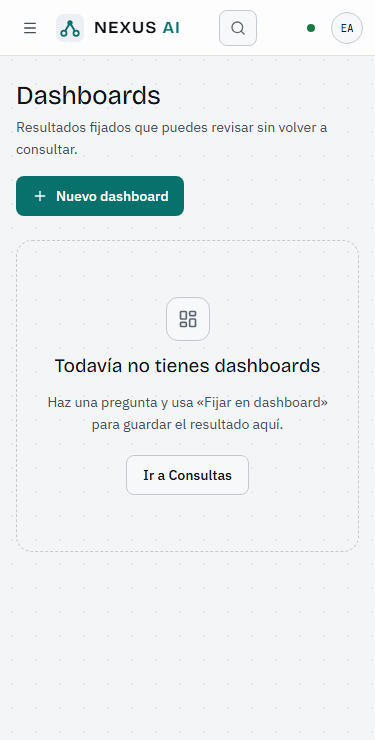 NEXUS AI
EA
Dashboards
Resultados fijados que puedes revisar sin volver a
consultar.
Nuevo dashboard
Todavía no tienes dashboards
Haz una pregunta y usa «Fijar en dashboard»
para guardar el resultado aquí.
Ir a Consultas